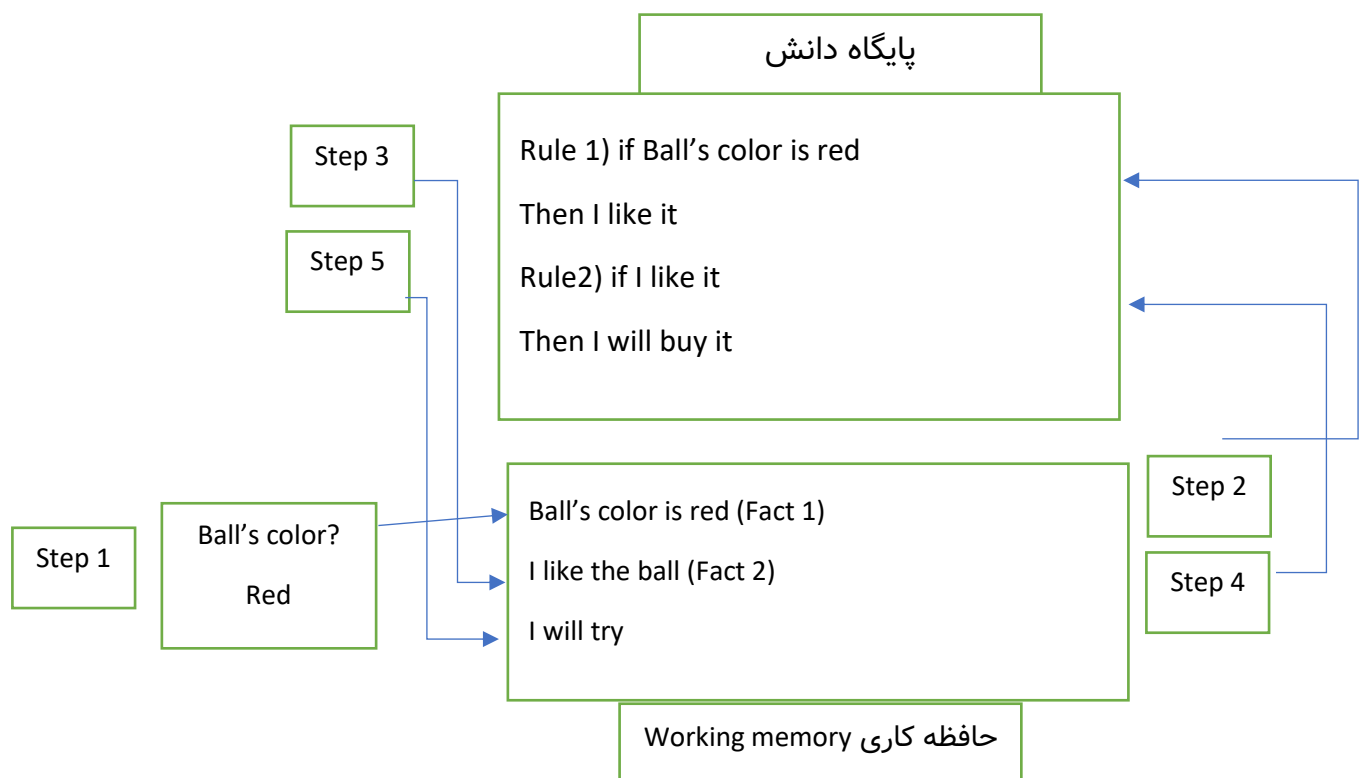 پایگاه دانش
Step 3
Rule 1) if Ball’s color is red
Then I like it
Step 5
Rule2) if I like it
Then I will buy it
Step 2
Ball’s color is red (Fact 1)
Step 1
Ball’s color?
Red
I like the ball (Fact 2)
Step 4
I will try
حافظه کاری Working memory